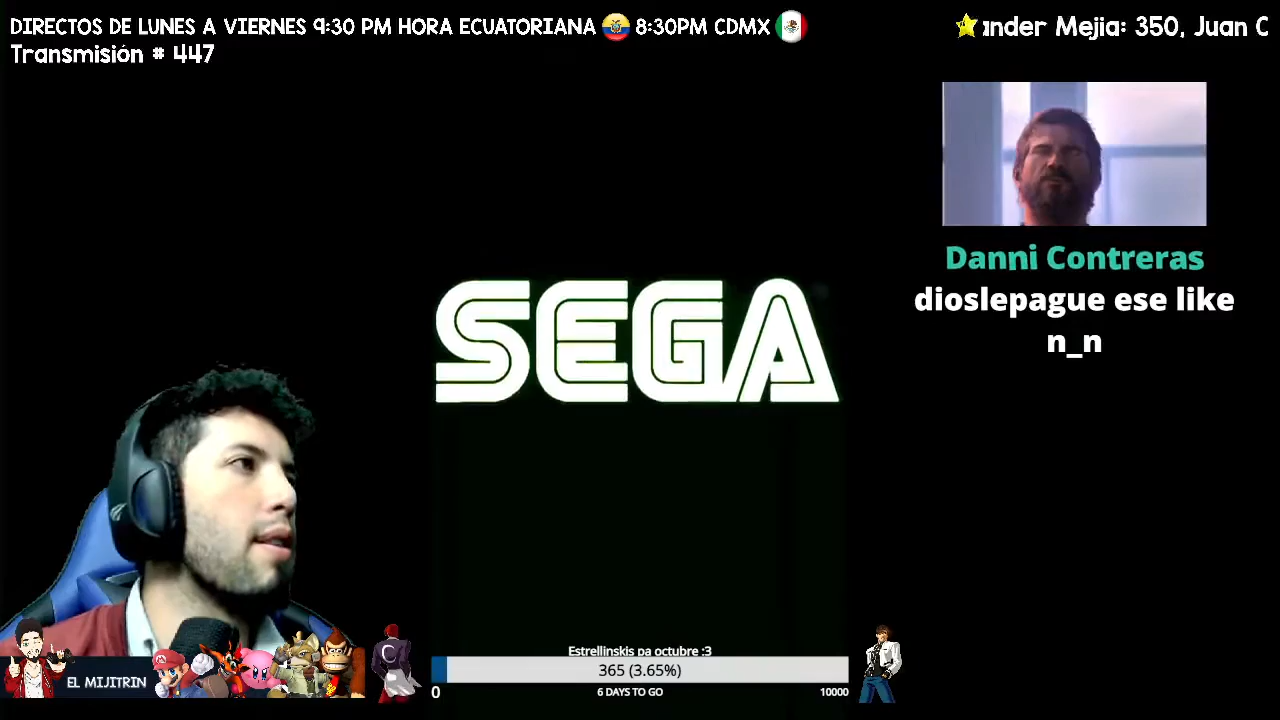 DIRECTOS DE LUNES A VIERNES 9:30 PM HORA ECUATORIANA 8:30PM CDMX
Transmisión # 447
ander Mejia: 350, Juan C
Danni Contreras
dioslepague ese like
n_n
SEGA
Estrellinskis pa octubre :3
365 (3.65%)
0
6 DAYS TO GO
10000
EL MIJITRIN
C